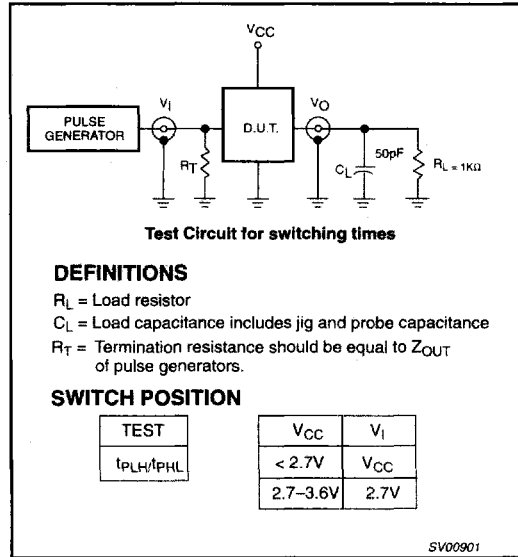 VCC
PULSE
GENERATOR
VI
D.U.T.
VO
RT
50pF
CL
RL = 1KΩ
Test Circuit for switching times
DEFINITIONS
RL = Load resistor
CL = Load capacitance includes jig and probe capacitance
RT = Termination resistance should be equal to ZOUT
of pulse generators.
SWITCH POSITION
TEST
tPLH/tPHL
VCC VI
< 2.7V VCC
2.7–3.6V 2.7V
SV00901